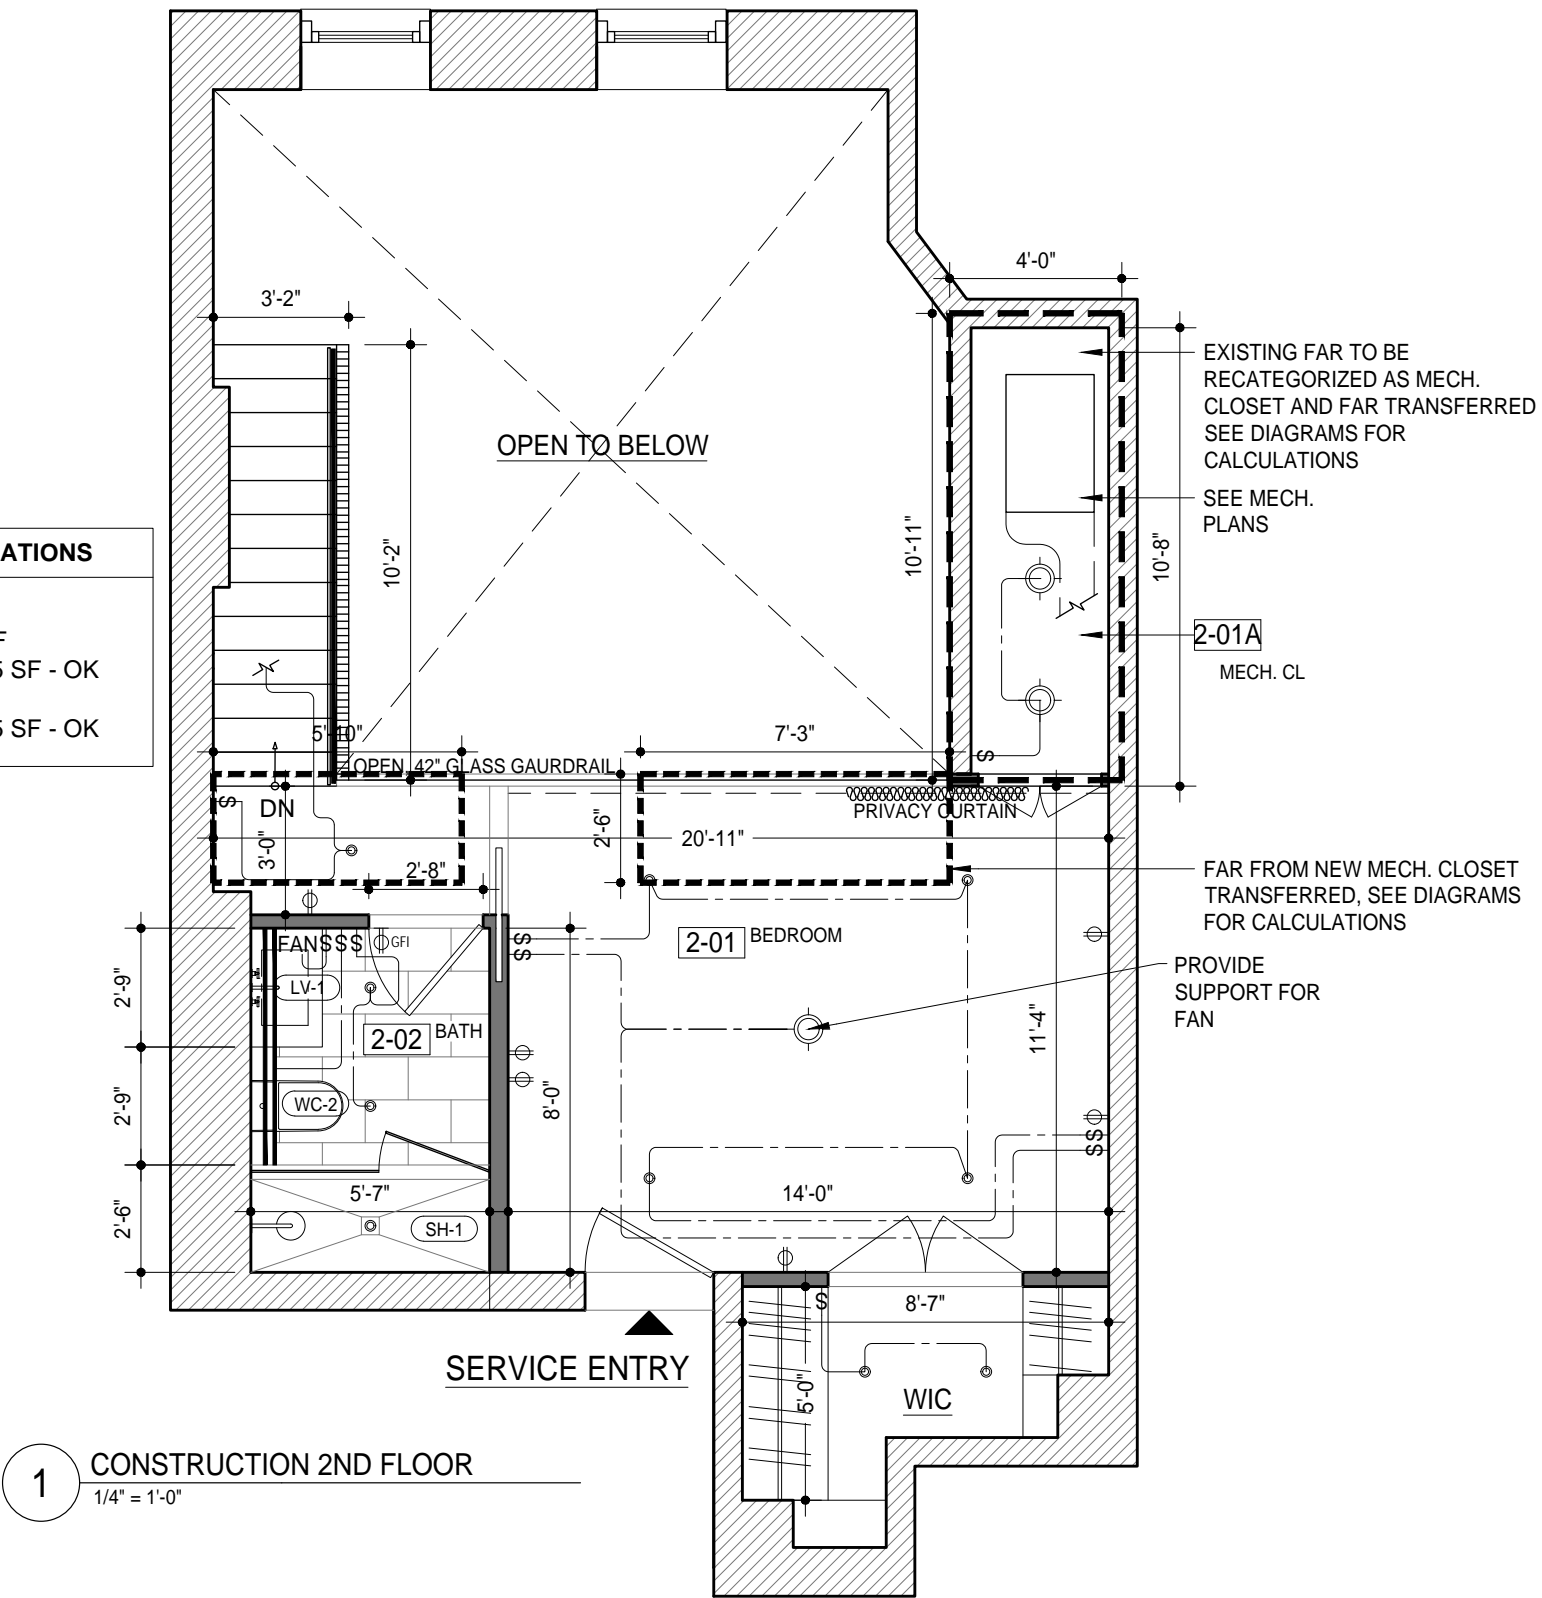 4'-0"
3'-2"
EXISTING FAR TO BE
RECATEGORIZED AS MECH.
CLOSET AND FAR TRANSFERRED
SEE DIAGRAMS FOR
CALCULATIONS
OPEN TO BELOW
SEE MECH.
PLANS
10'-2"
10'-11"
10'-8"
ATIONS
F
5 SF - OK
5 SF - OK
2-01A
MECH. CL
5'-10"
7'-3"
S
OPEN 42" GLASS GAURDRAIL
S
DN
PRIVACY CURTAIN
3'-0"
2'-6"
20'-11"
2'-8"
FAR FROM NEW MECH. CLOSET
TRANSFERRED, SEE DIAGRAMS
FOR CALCULATIONS
FAN SSS
GFI
SS
2-01 BEDROOM
PROVIDE
SUPPORT FOR
FAN
2'-9"
LV-1
2-02 BATH
11'-4"
2'-9"
WC-2
8'-0"
SS
2'-6"
5'-7"
SH-1
14'-0"
S
8'-7"
SERVICE ENTRY
5'-0"
WIC
1
CONSTRUCTION 2ND FLOOR
1/4" = 1'-0"